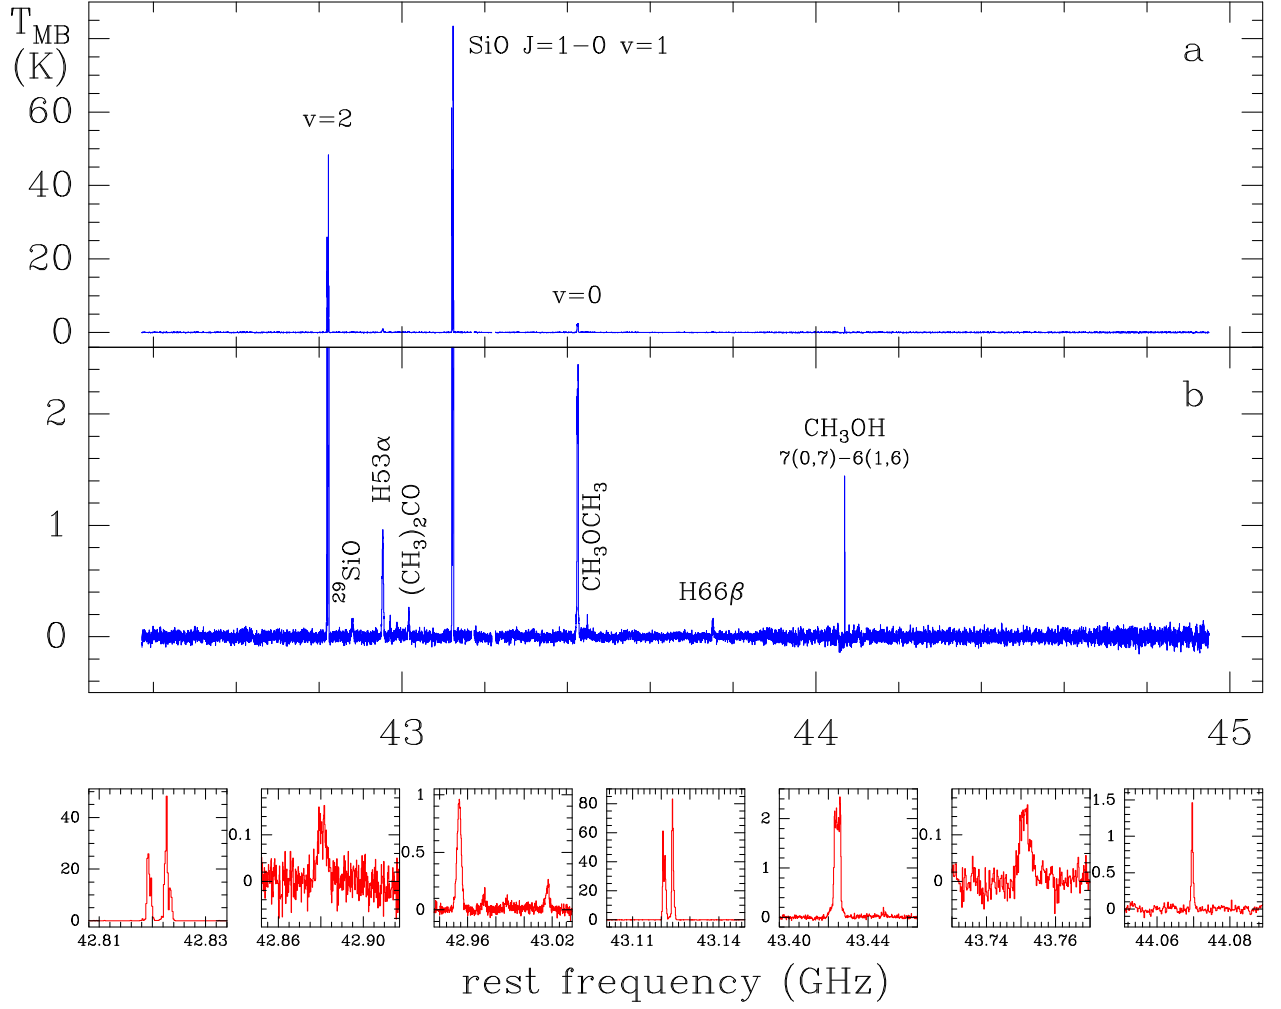 T_MB
(K)
SiO J=1−0 v=1
a
v=2
v=0
60
40
20
0
b
CH₃OH
7(0,7)−6(1,6)
²⁹SiO
H53α
(CH₃)₂CO
CH₃OCH₃
H66β
2
1
0
43 44 45
40
20
0
42.81 42.83
0.1
0
42.86 42.90
1
0.5
0
42.96 43.02
80
60
40
20
0
43.11 43.14
2
1
0
43.40 43.44
0.1
0
43.74 43.76
1.5
1
0.5
0
44.06 44.08
rest frequency (GHz)